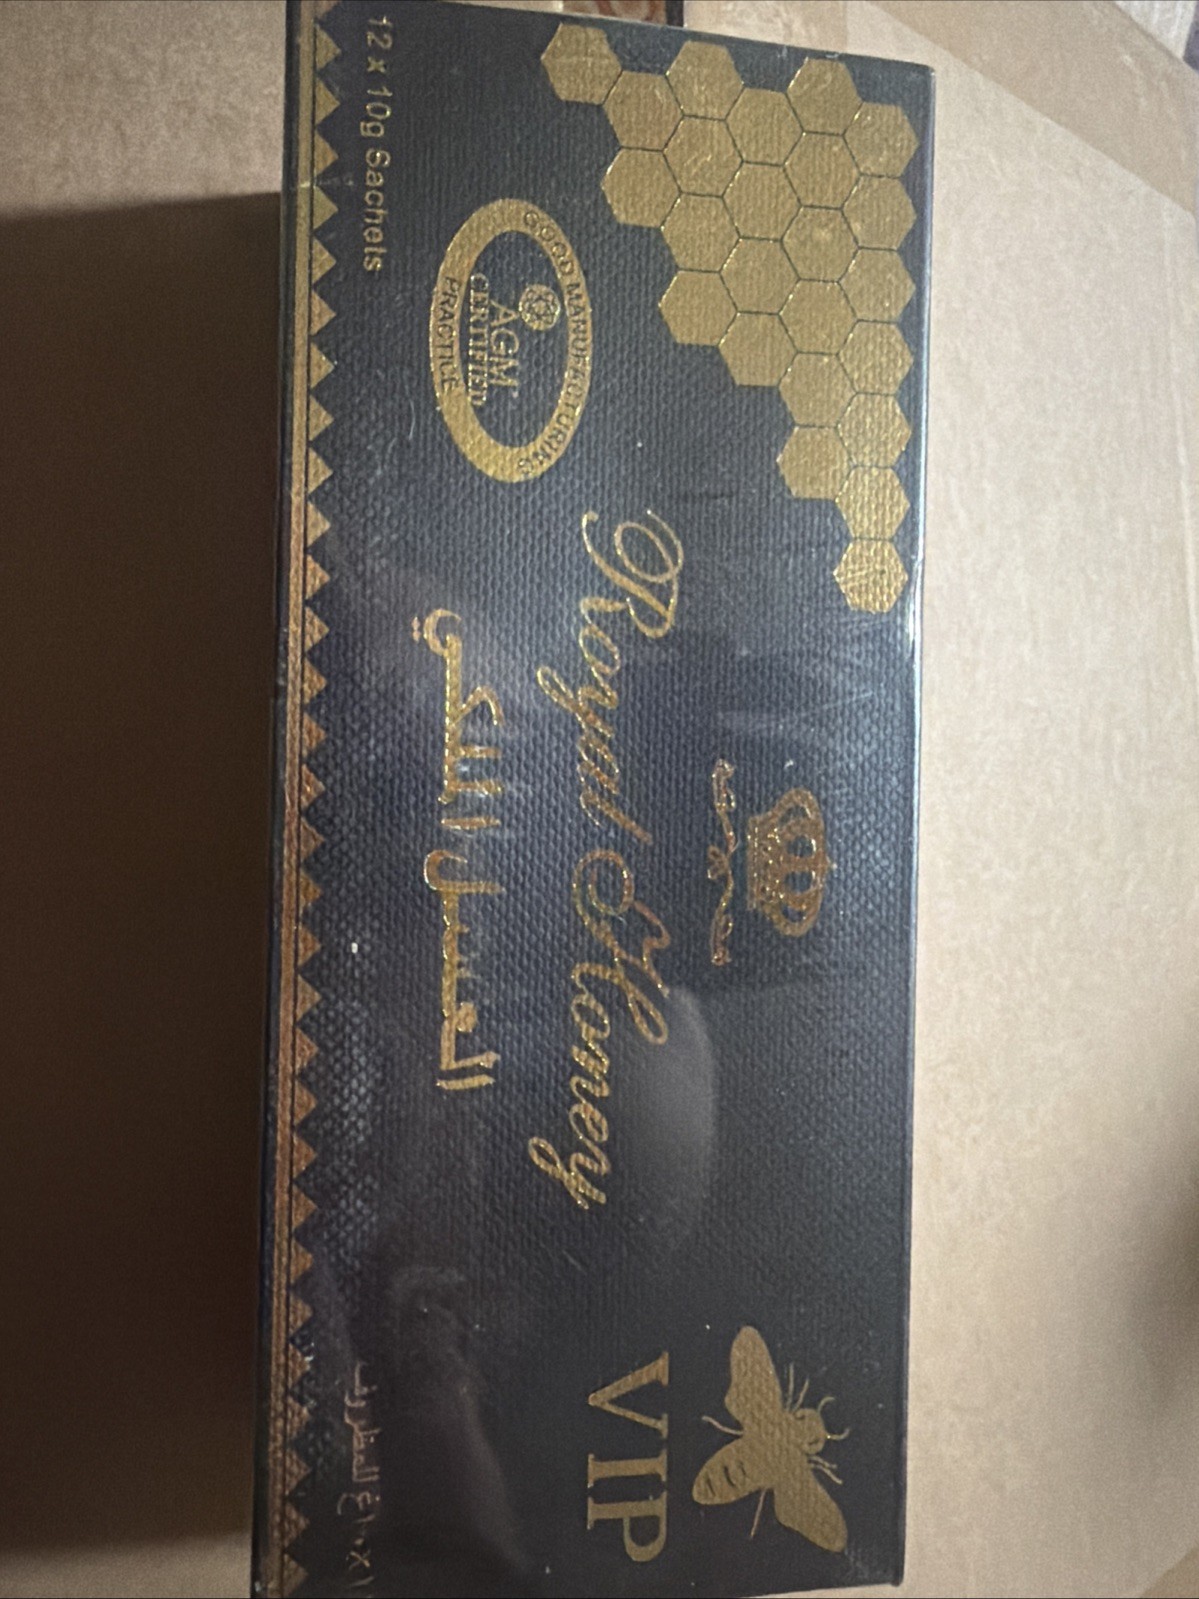 GOOD MANUFACTURING
AGM
CERTIFIED
PRACTICE
Royal Honey
العسل الملكي
VIP
12 x 10g Sachets